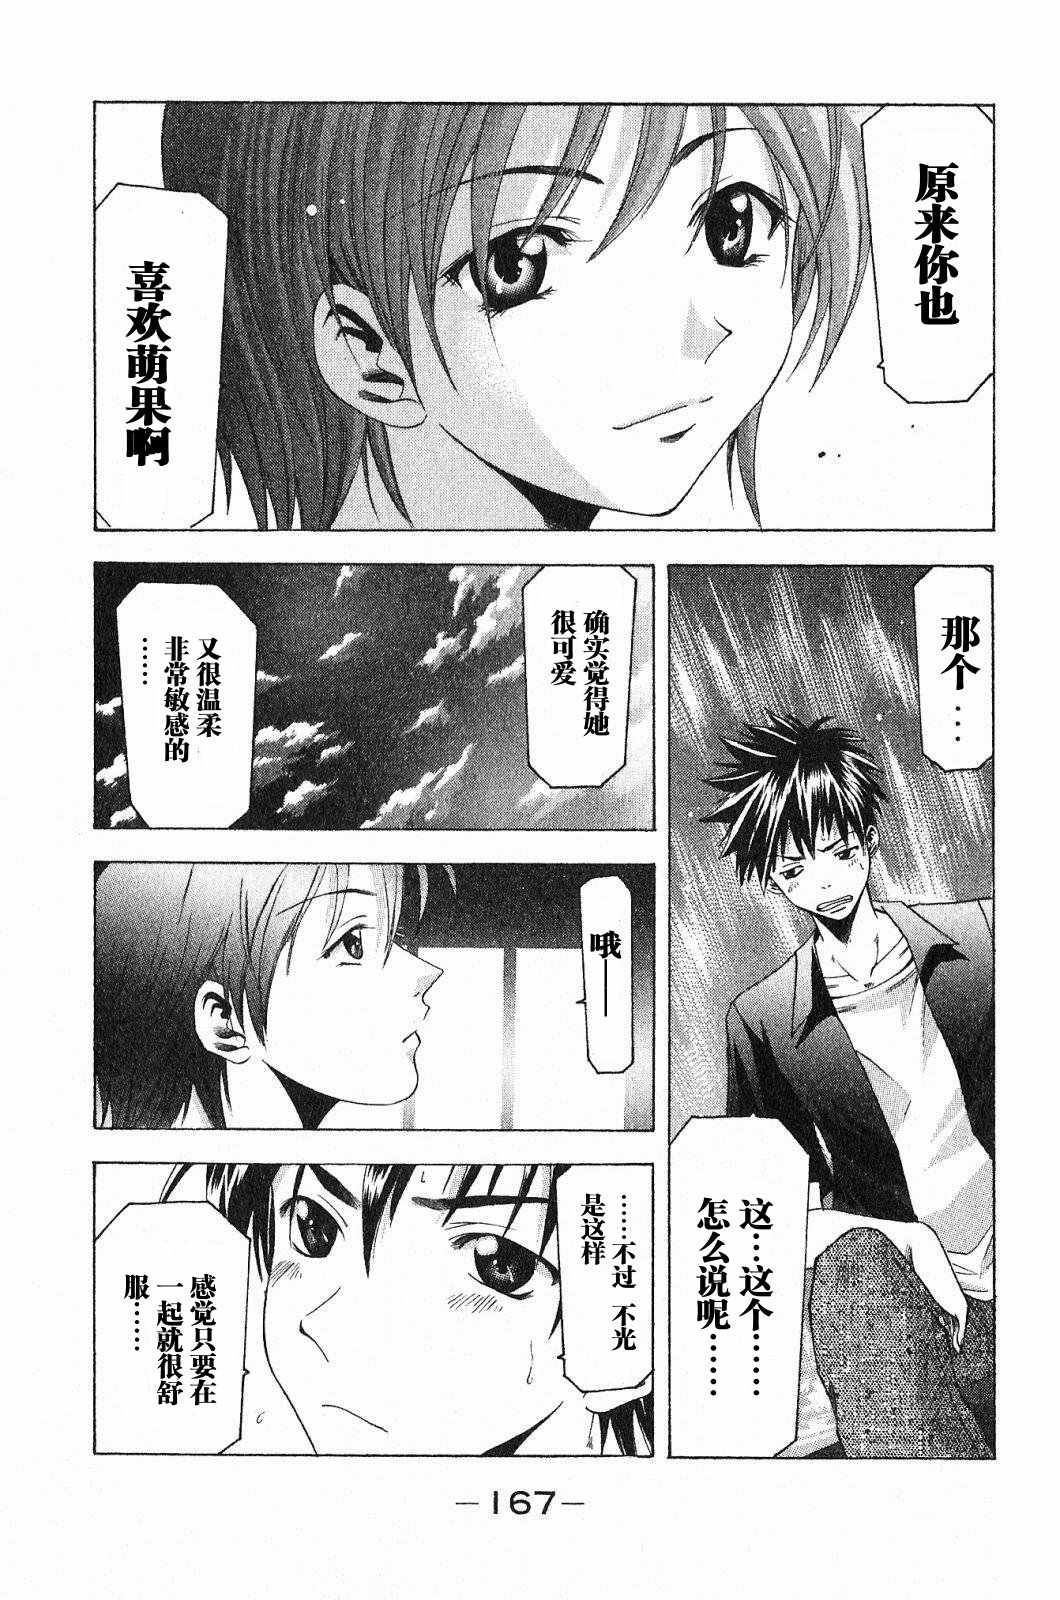 原来你也
喜欢萌果啊
那个……
这…这个……
怎么说呢……
确实觉得她
很可爱
又很温柔
非常敏感的
……
哦——
……不过 不光
是这样
感觉只要在
一起就很舒
服……
—167—